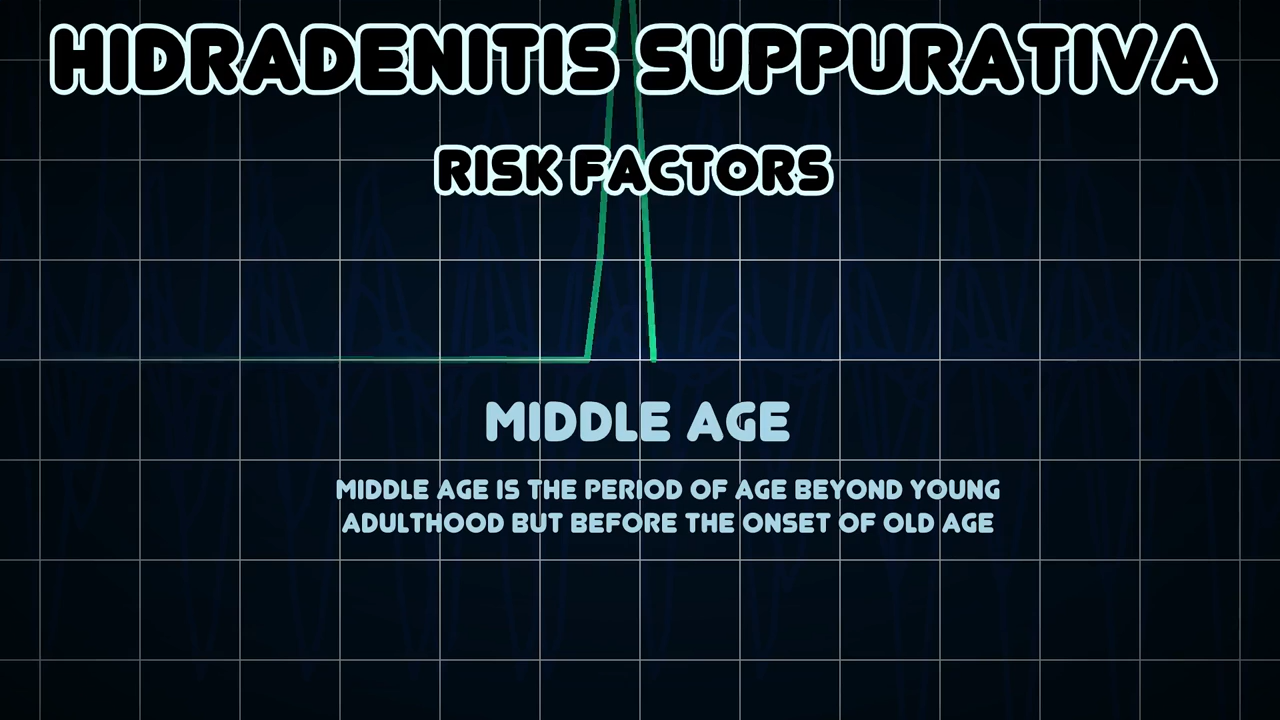 HIDRADENITIS SUPPURATIVA
RISK FACTORS
MIDDLE AGE
MIDDLE AGE IS THE PERIOD OF AGE BEYOND YOUNG
ADULTHOOD BUT BEFORE THE ONSET OF OLD AGE